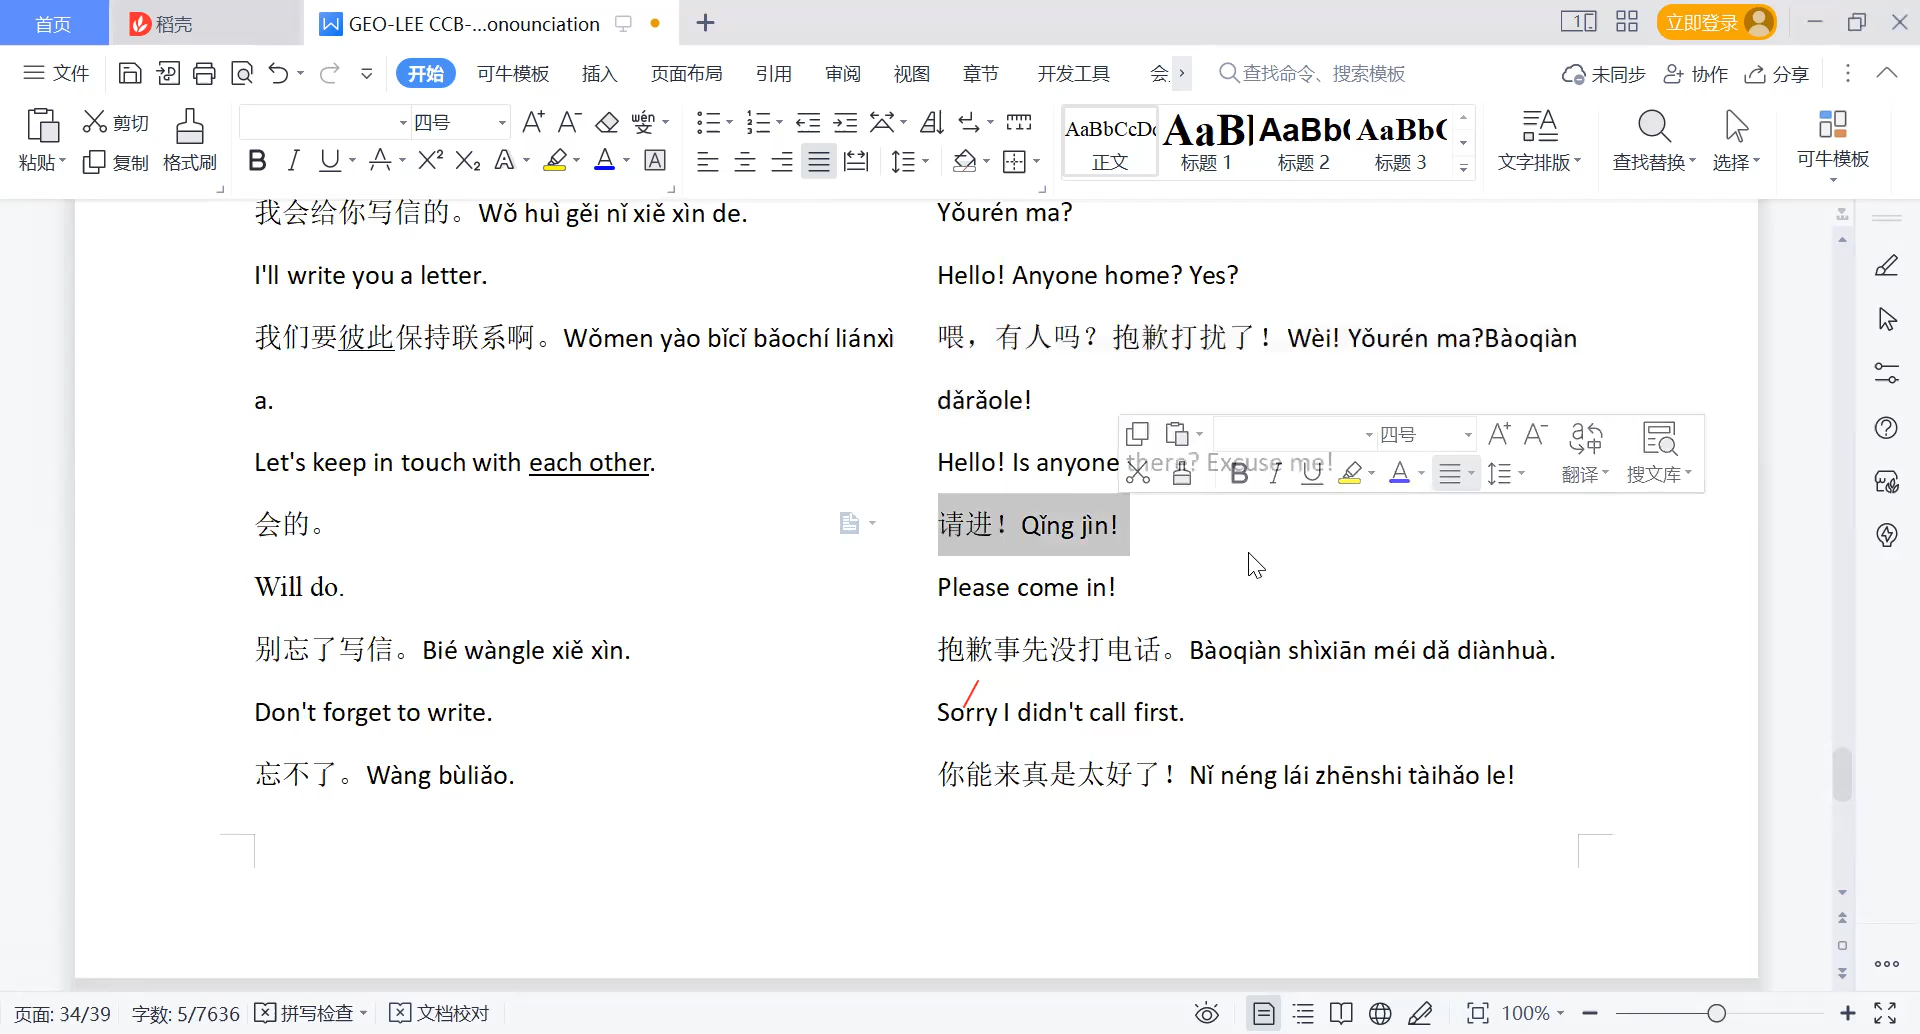 首页
稻壳
GEO-LEE CCB-...onounciation
立即登录
文件
开始
可牛模板
插入
页面布局
引用
审阅
视图
章节
开发工具
会
查找命令、搜索模板
未同步
协作
分享
粘贴
剪切
复制
格式刷
四号
AaBbCcDd
正文
AaBb
标题 1
AaBb(
标题 2
AaBb(
标题 3
文字排版
查找替换
选择
可牛模板
我会给你写信的。Wǒ huì gěi nǐ xiě xìn de.
I'll write you a letter.
我们要彼此保持联系啊。Wǒmen yào bǐcǐ bǎochí liánxì
a.
Let's keep in touch with each other.
会的。
Will do.
别忘了写信。Bié wàngle xiě xìn.
Don't forget to write.
忘不了。Wàng bùliǎo.
Yǒurén ma?
Hello! Anyone home? Yes?
喂，有人吗？抱歉打扰了！Wèi! Yǒurén ma?Bàoqiàn
dǎrǎole!
Hello! Is anyone there? Excuse me!
四号
翻译
搜文库
请进！Qǐng jìn!
Please come in!
抱歉事先没打电话。Bàoqiàn shìxiān méi dǎ diànhuà.
Sorry I didn't call first.
你能来真是太好了！Nǐ néng lái zhēnshi tàihǎo le!
页面: 34/39
字数: 5/7636
拼写检查
文档校对
100%